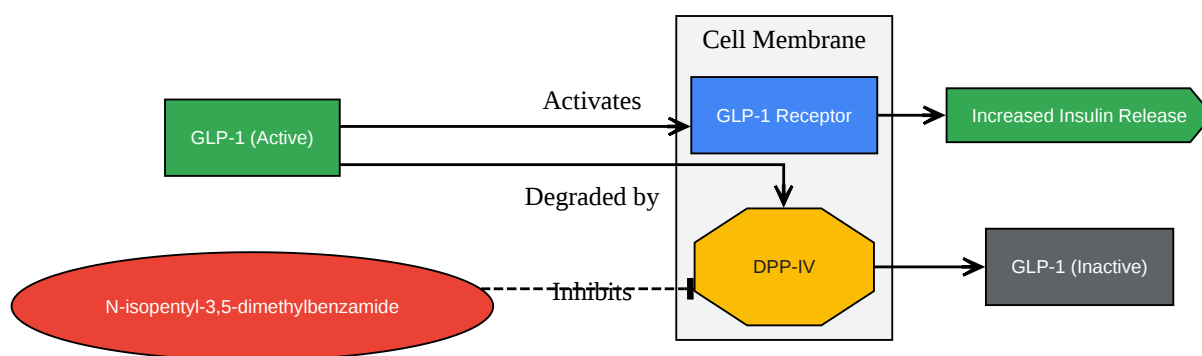 Cell Membrane
GLP-1 (Active)
Activates
GLP-1 Receptor
Increased Insulin Release
Degraded by
DPP-IV
GLP-1 (Inactive)
N-isopentyl-3,5-dimethylbenzamide
Inhibits